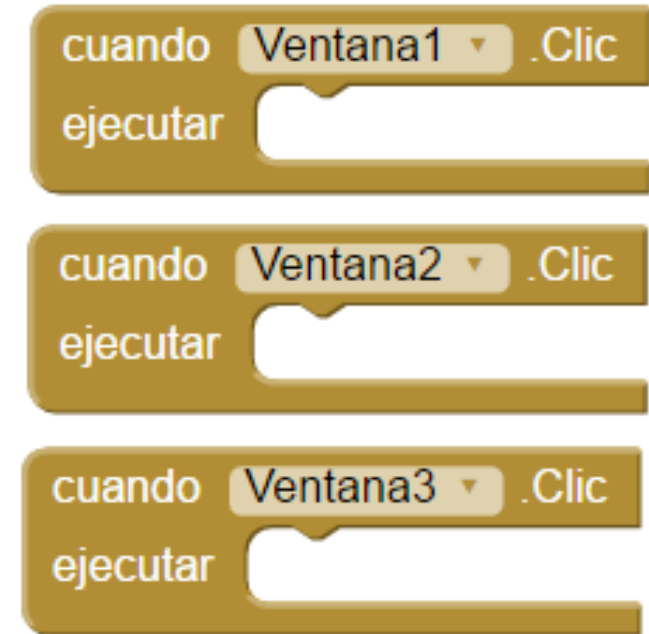 cuando Ventana1 .Clic
ejecutar
cuando Ventana2 .Clic
ejecutar
cuando Ventana3 .Clic
ejecutar